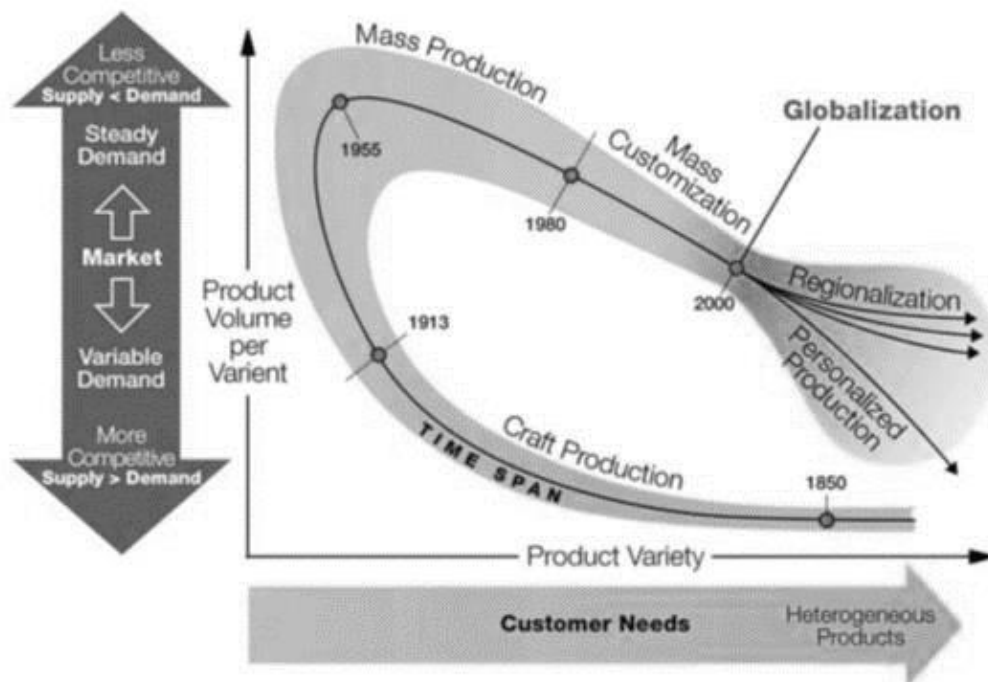 Less
Competitive
Supply < Demand
Steady
Demand
Market
Variable
Demand
More
Competitive
Supply > Demand
Product
Volume
per
Varient
Mass Production
1955
Mass
Customization
1980
Globalization
2000
Regionalization
Personalized
Production
1913
Craft Production
TIME SPAN
1850
Product Variety
Customer Needs
Heterogeneous
Products